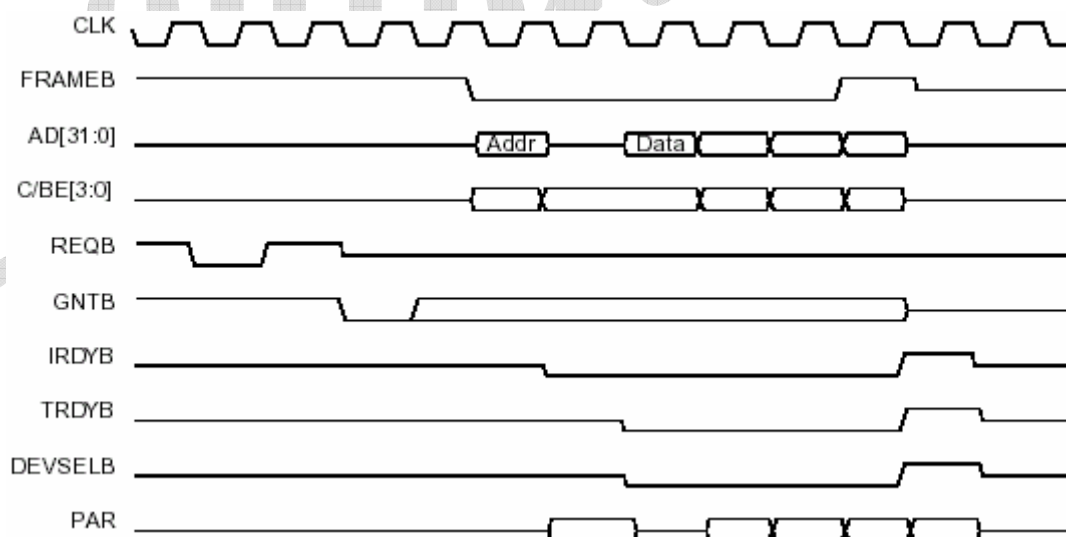 CLK
FRAMEB
AD[31:0] Addr Data
C/BE[3:0]
REQB
GNTB
IRDYB
TRDYB
DEVSELB
PAR